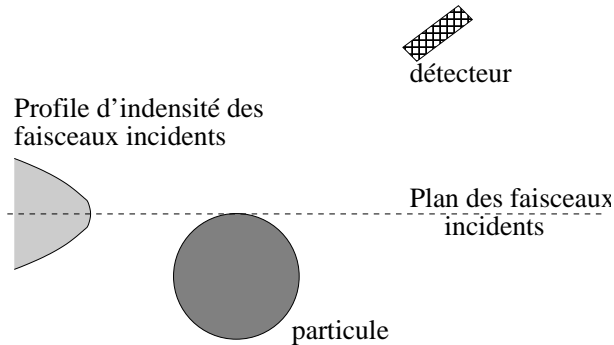 détecteur
Profile d'indensité des
faisceaux incidents
Plan des faisceaux
incidents
particule